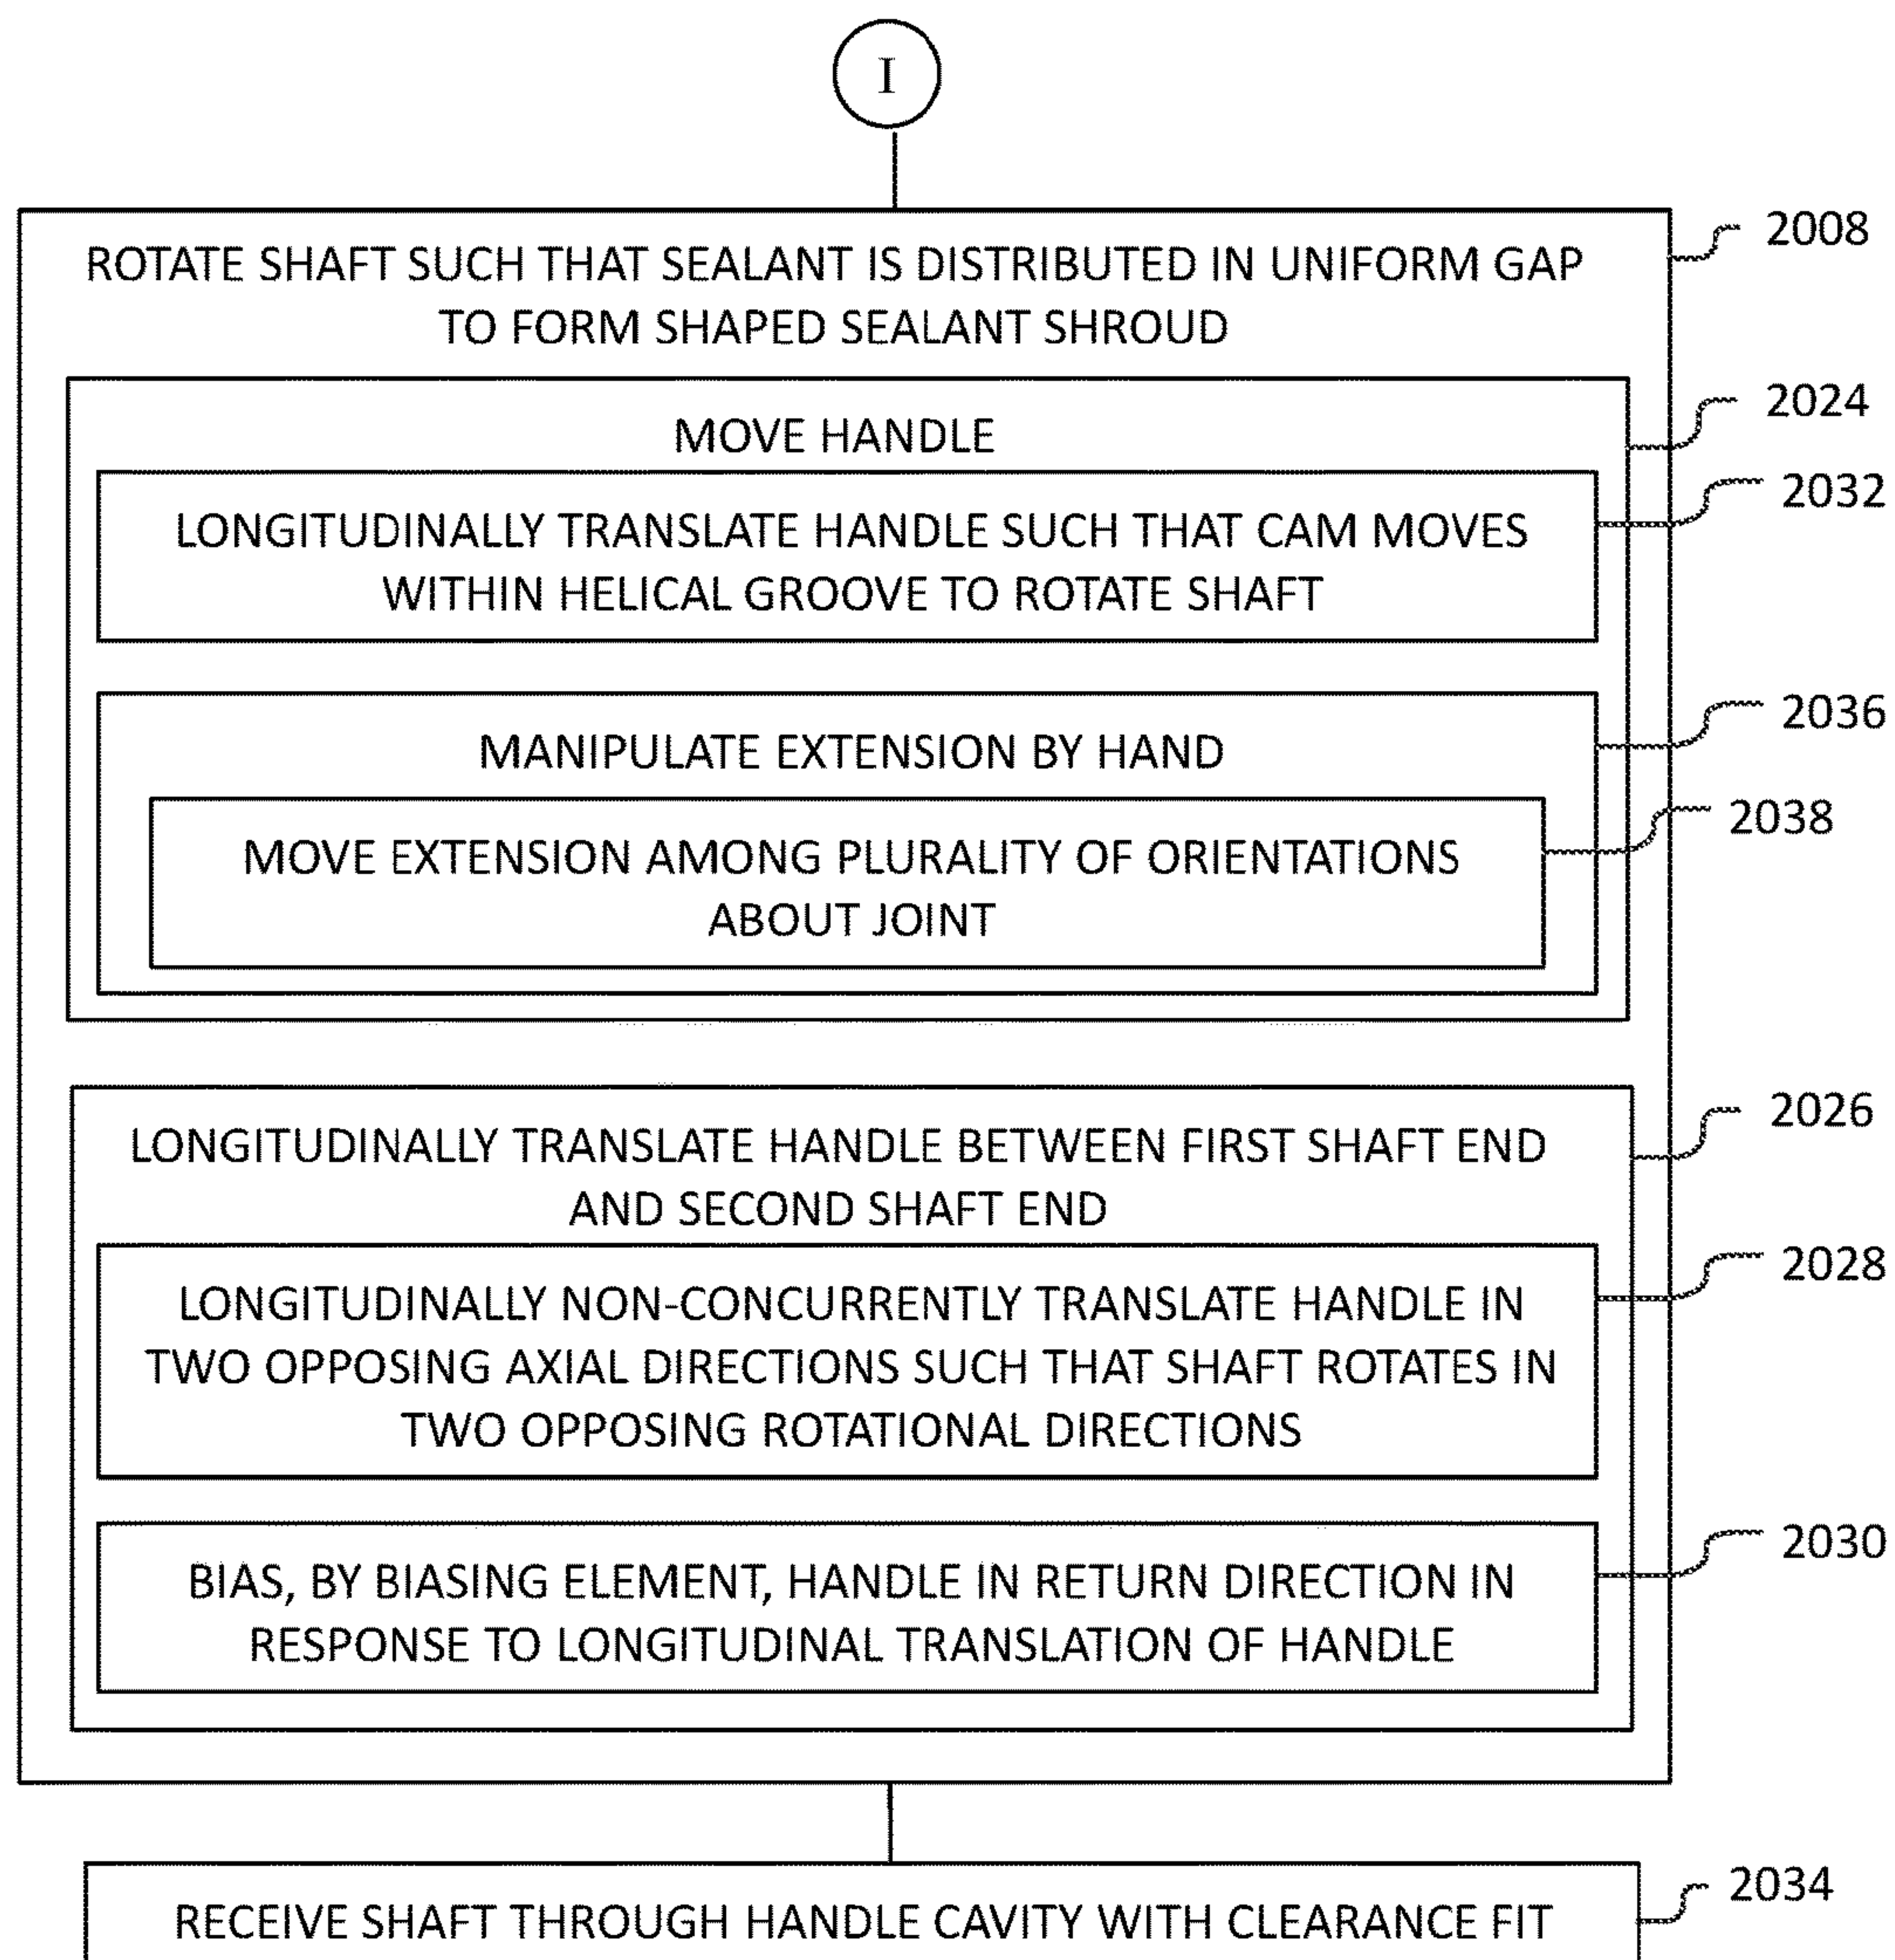 I
ROTATE SHAFT SUCH THAT SEALANT IS DISTRIBUTED IN UNIFORM GAP
TO FORM SHAPED SEALANT SHROUD
2008
MOVE HANDLE
2024
LONGITUDINALLY TRANSLATE HANDLE SUCH THAT CAM MOVES
WITHIN HELICAL GROOVE TO ROTATE SHAFT
2032
MANIPULATE EXTENSION BY HAND
2036
MOVE EXTENSION AMONG PLURALITY OF ORIENTATIONS
ABOUT JOINT
2038
LONGITUDINALLY TRANSLATE HANDLE BETWEEN FIRST SHAFT END
AND SECOND SHAFT END
2026
LONGITUDINALLY NON-CONCURRENTLY TRANSLATE HANDLE IN
TWO OPPOSING AXIAL DIRECTIONS SUCH THAT SHAFT ROTATES IN
TWO OPPOSING ROTATIONAL DIRECTIONS
2028
BIAS, BY BIASING ELEMENT, HANDLE IN RETURN DIRECTION IN
RESPONSE TO LONGITUDINAL TRANSLATION OF HANDLE
2030
RECEIVE SHAFT THROUGH HANDLE CAVITY WITH CLEARANCE FIT
2034